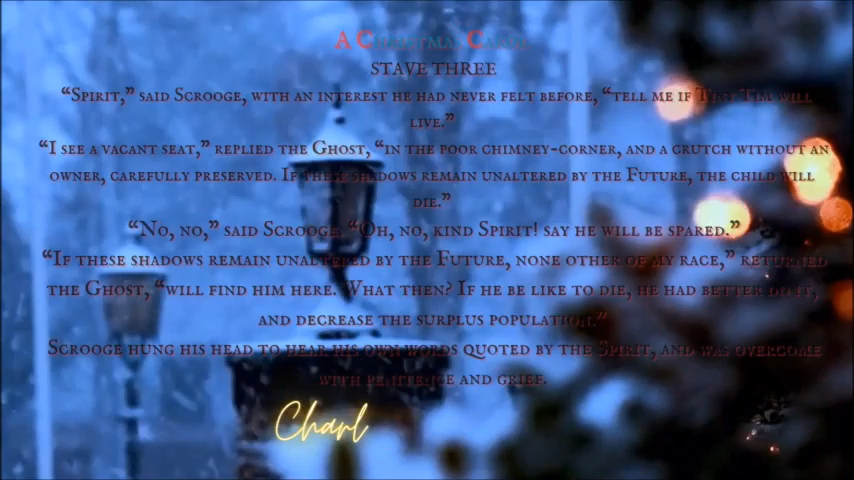 A Christmas Carol
STAVE THREE
“Spirit,” said Scrooge, with an interest he had never felt before, “tell me if Tiny Tim will
live.”
“I see a vacant seat,” replied the Ghost, “in the poor chimney-corner, and a crutch without an
owner, carefully preserved. If these shadows remain unaltered by the Future, the child will
die.”
“No, no,” said Scrooge. “Oh, no, kind Spirit! say he will be spared.”
“If these shadows remain unaltered by the Future, none other of my race,” returned
the Ghost, “will find him here. What then? If he be like to die, he had better do it,
and decrease the surplus population.”
Scrooge hung his head to hear his own words quoted by the Spirit, and was overcome
with penitence and grief.
Charl